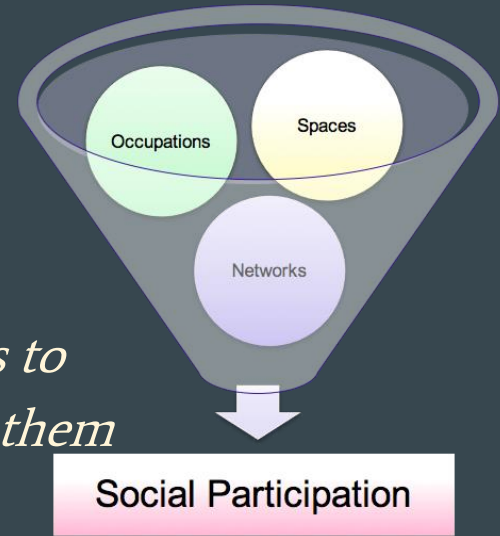 Occupations
Spaces
Networks
s to
them
Social Participation